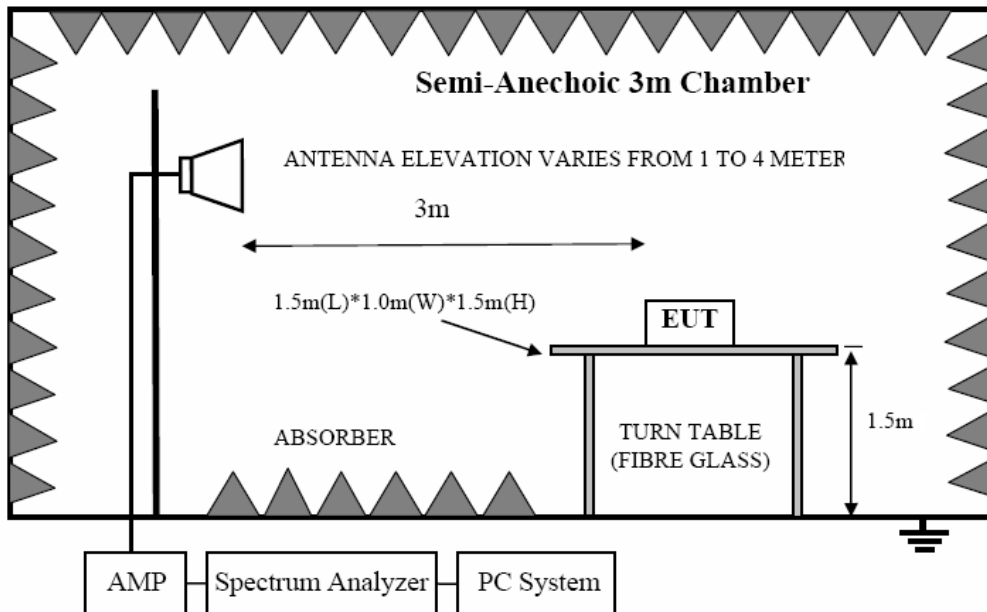 Semi-Anechoic 3m Chamber
ANTENNA ELEVATION VARIES FROM 1 TO 4 METER
3m
1.5m(L)*1.0m(W)*1.5m(H)
EUT
1.5m
ABSORBER
TURN TABLE
(FIBRE GLASS)
AMP
Spectrum Analyzer
PC System